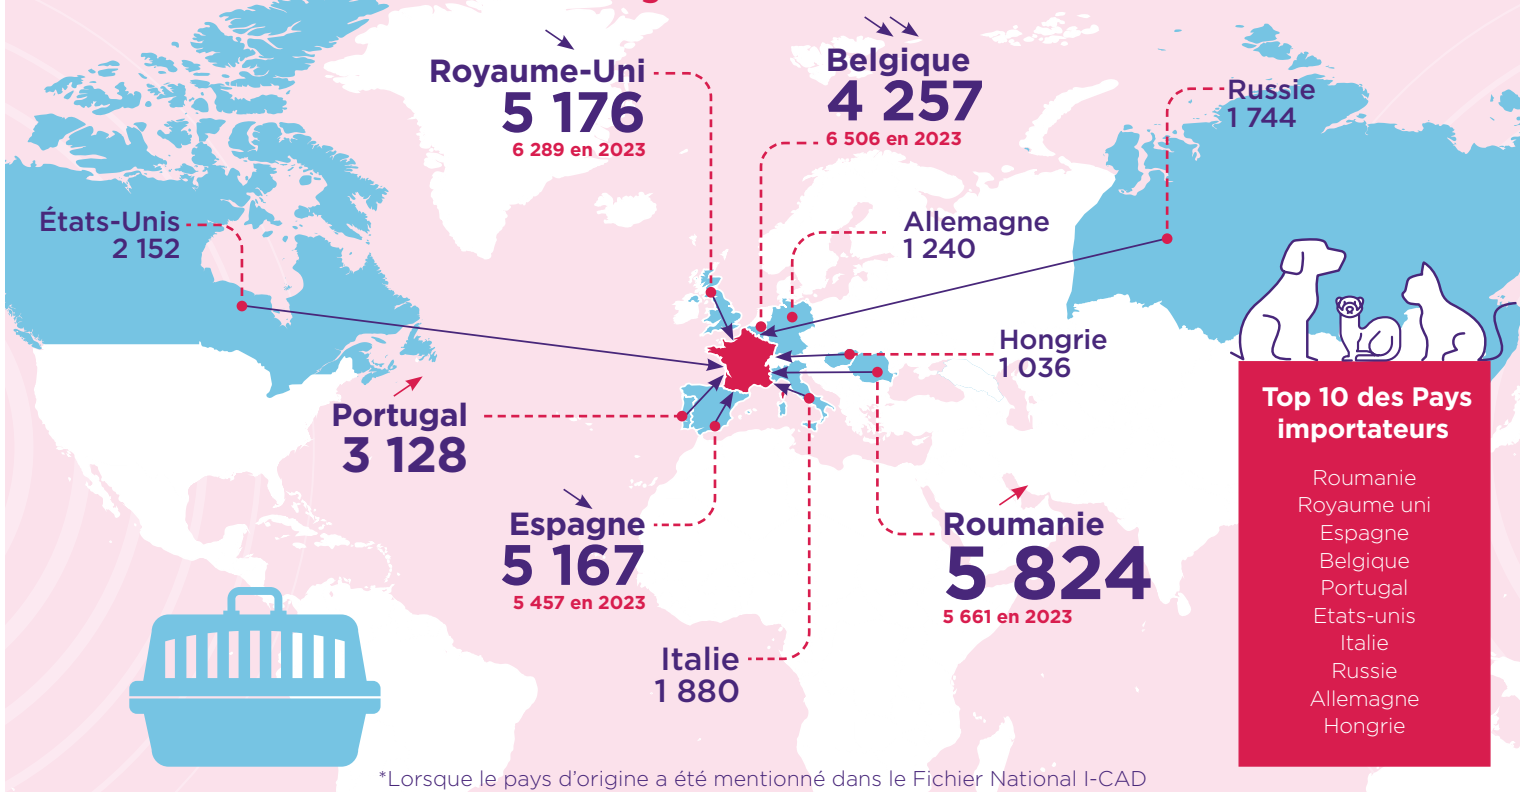 Royaume-Uni
5 176
6 289 en 2023
Belgique
4 257
6 506 en 2023
Russie
1 744
États-Unis
2 152
Allemagne
1 240
Hongrie
1 036
Portugal
3 128
Espagne
5 167
5 457 en 2023
Roumanie
5 824
5 661 en 2023
Italie
1 880
Top 10 des Pays
importateurs
Roumanie
Royaume uni
Espagne
Belgique
Portugal
Etats-unis
Italie
Russie
Allemagne
Hongrie
*Lorsque le pays d’origine a été mentionné dans le Fichier National I-CAD